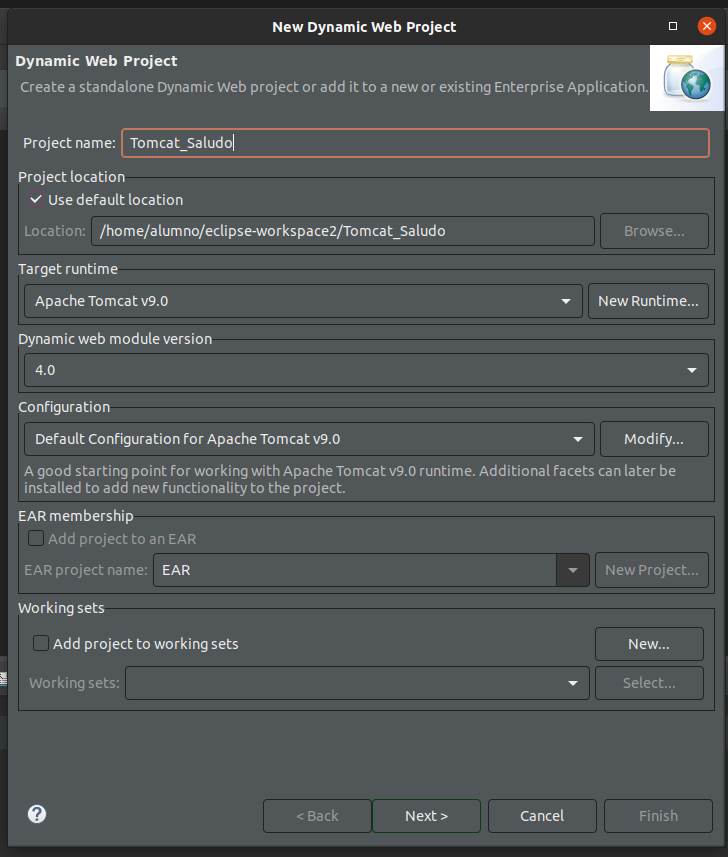 New Dynamic Web Project
Dynamic Web Project
Create a standalone Dynamic Web project or add it to a new or existing Enterprise Application.
Project name: Tomcat_Saludo
Project location
Use default location
Location: /home/alumno/eclipse-workspace2/Tomcat_Saludo Browse...
Target runtime
Apache Tomcat v9.0 New Runtime...
Dynamic web module version
4.0
Configuration
Default Configuration for Apache Tomcat v9.0 Modify...
A good starting point for working with Apache Tomcat v9.0 runtime. Additional facets can later be
installed to add new functionality to the project.
EAR membership
Add project to an EAR
EAR project name: EAR New Project...
Working sets
Add project to working sets New...
Working sets: Select...
? < Back Next > Cancel Finish